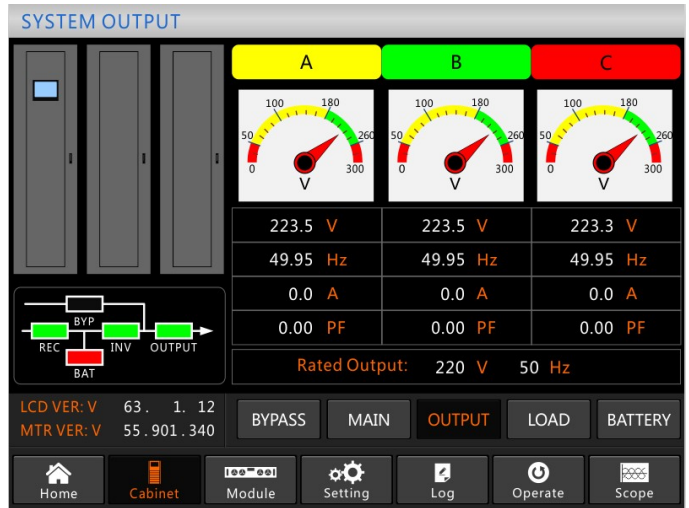 SYSTEM OUTPUT
A B C
0 50 100 180 260 300 V
0 50 100 180 260 300 V
0 50 100 180 260 300 V
223.5 V 223.5 V 223.3 V
49.95 Hz 49.95 Hz 49.95 Hz
0.0 A 0.0 A 0.0 A
0.00 PF 0.00 PF 0.00 PF
Rated Output: 220 V 50 Hz
BYP
REC INV OUTPUT
BAT
LCD VER: V 63. 1. 12
MTR VER: V 55.901.340
BYPASS MAIN OUTPUT LOAD BATTERY
Home Cabinet Module Setting Log Operate Scope